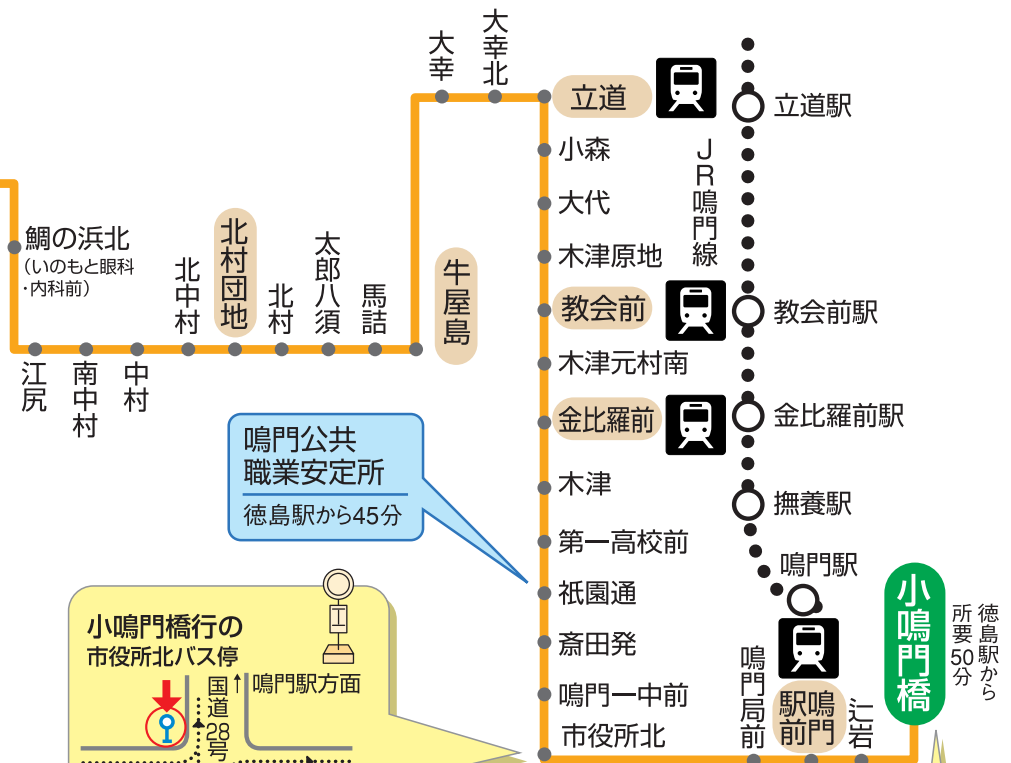 鯛の浜北
(いのもと眼科
・内科前)
江尻
南中村
中村
北中村
北村団地
北村
太郎八須
馬詰
牛屋島
大幸
大幸北
立道
小森
大代
木津原地
教会前
木津元村南
金比羅前
木津
第一高校前
祇園通
斎田発
鳴門一中前
市役所北
JR鳴門線
立道駅
教会前駅
金比羅前駅
撫養駅
鳴門駅
鳴門局前
鳴門
駅前
辻岩
小鳴門橋
徳島駅から
所要50分
鳴門公共
職業安定所
徳島駅から45分
小鳴門橋行の
市役所北バス停
国道28号
↑鳴門駅方面